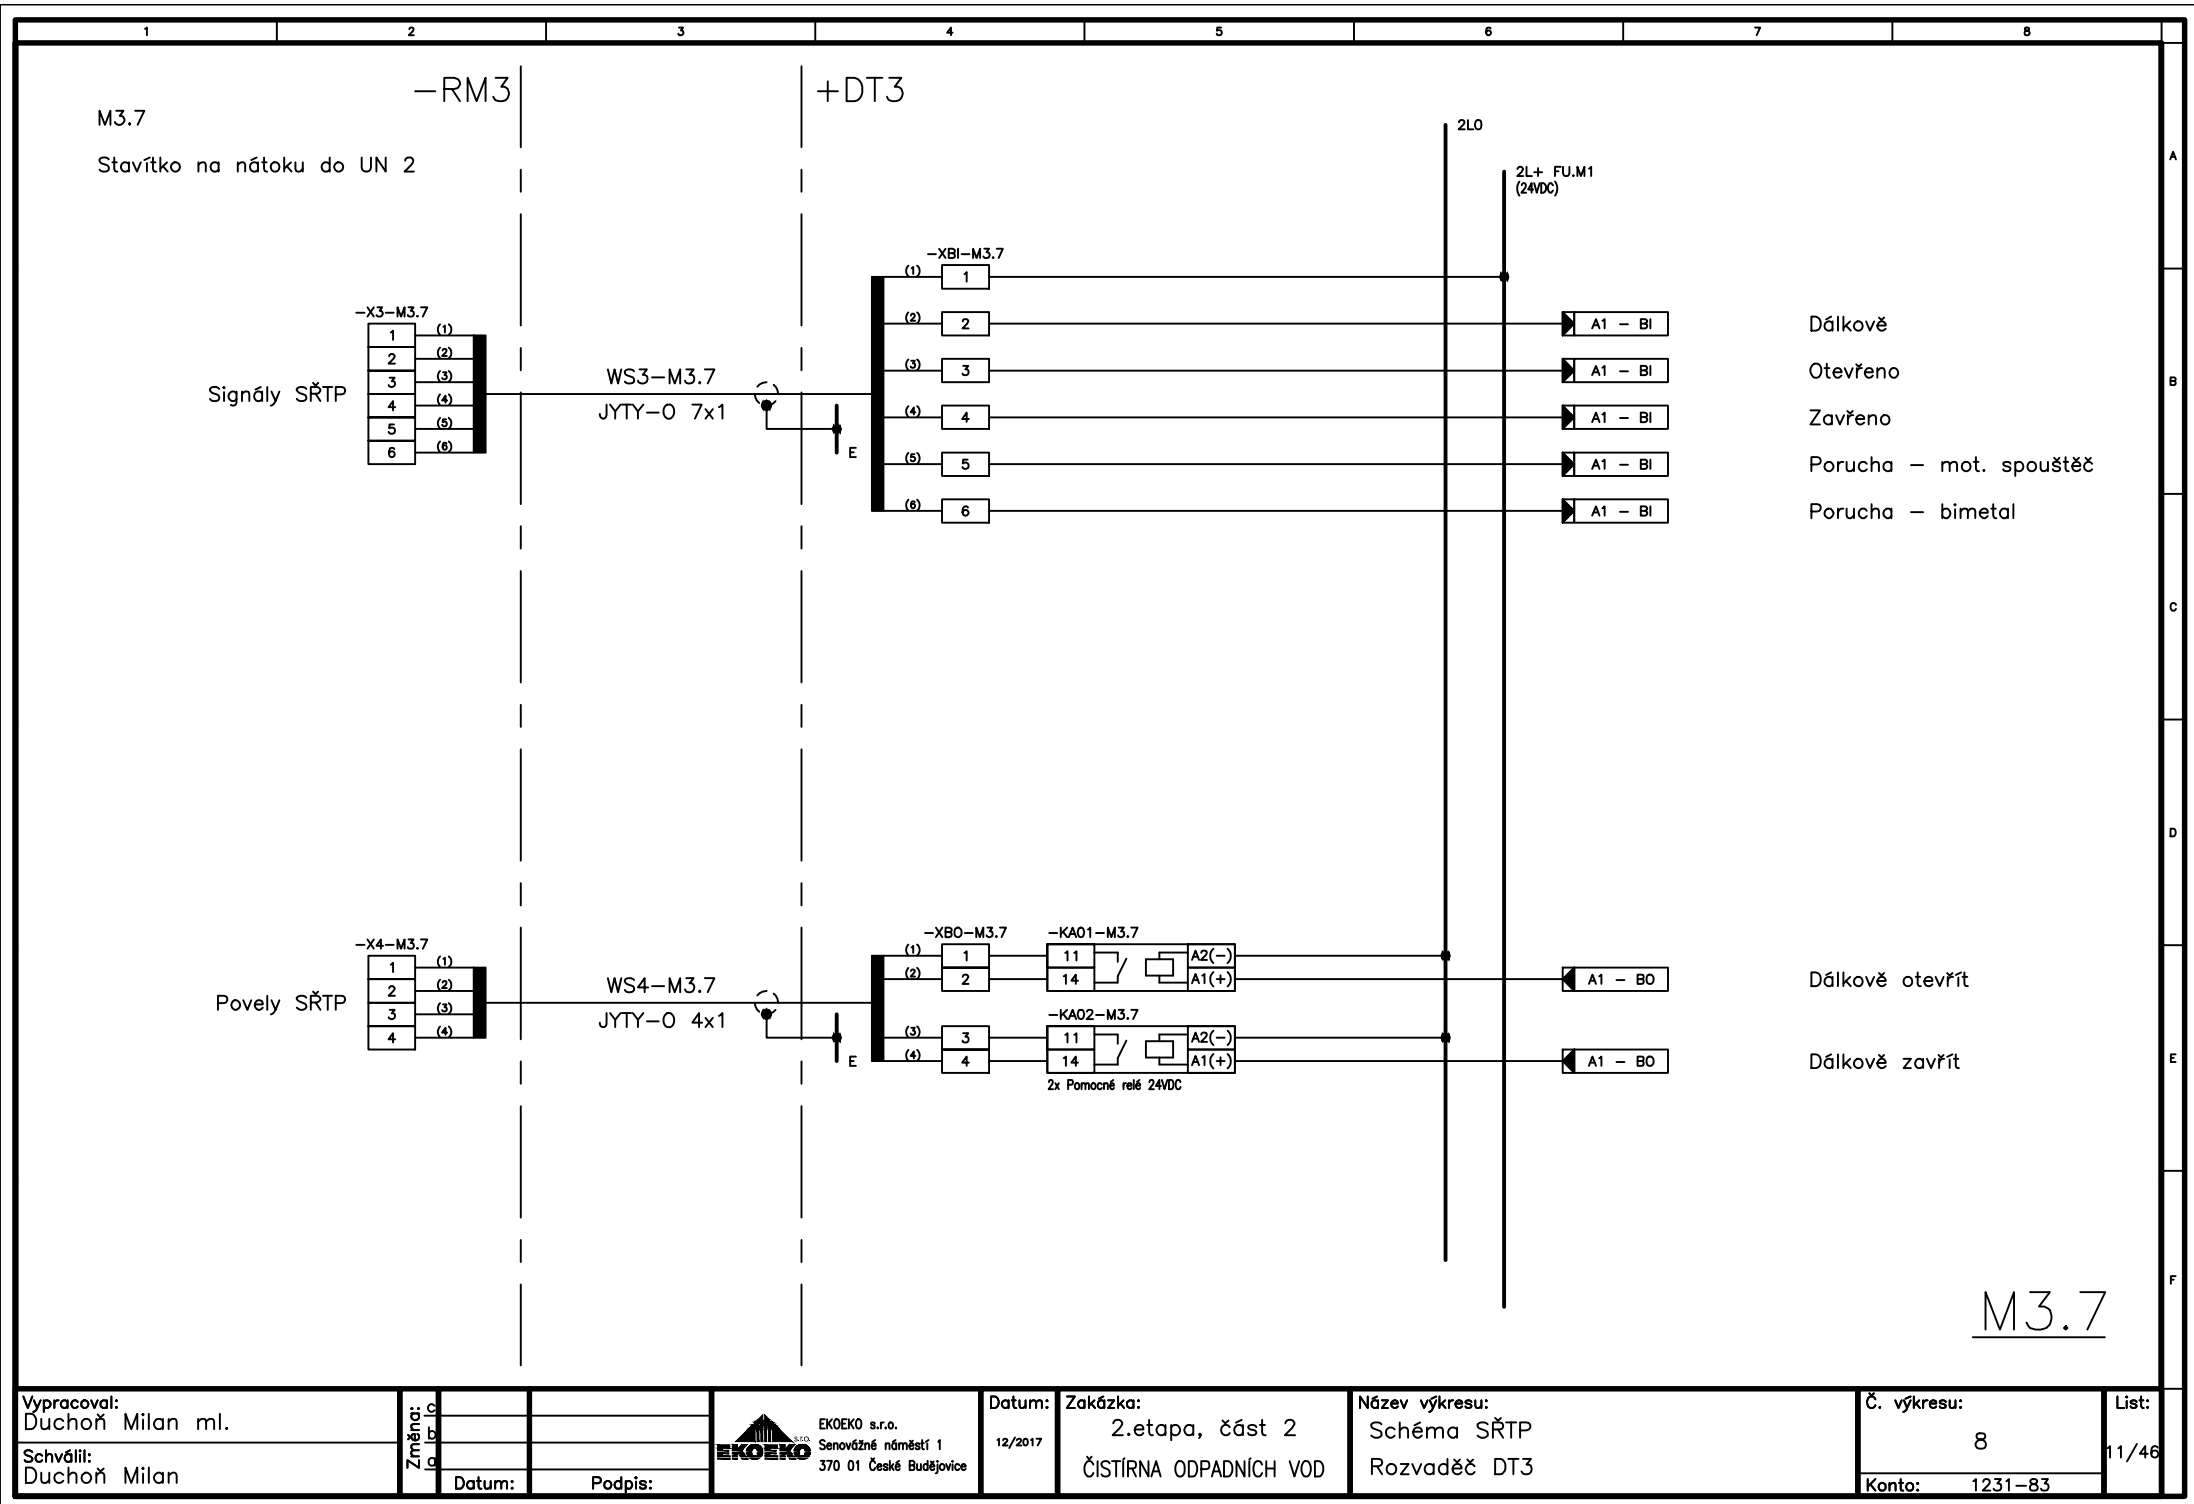 1 2 3 4 5 6 7 8
A
B
C
D
E
F
-RM3
+DT3
M3.7
Stavítko na nátoku do UN 2
2L0
2L+ FU.M1
(24VDC)
-XBI-M3.7
(1) 1
(2) 2 A1 - BI Dálkově
(3) 3 A1 - BI Otevřeno
(4) 4 A1 - BI Zavřeno
(5) 5 A1 - BI Porucha - mot. spouštěč
(6) 6 A1 - BI Porucha - bimetal
-X3-M3.7
1 (1)
2 (2)
3 (3)
4 (4)
5 (5)
6 (6)
Signály SŘTP
WS3-M3.7
JYTY-O 7x1
E
-X4-M3.7
1 (1)
2 (2)
3 (3)
4 (4)
Povely SŘTP
WS4-M3.7
JYTY-O 4x1
E
-XBO-M3.7 -KA01-M3.7
(1) 1 11 A2(-)
(2) 2 14 A1(+) A1 - BO Dálkově otevřít
-KA02-M3.7
(3) 3 11 A2(-)
(4) 4 14 A1(+) A1 - BO Dálkově zavřít
2x Pomocné relé 24VDC
M3.7
Vypracoval:
Duchoň Milan ml.
Schválil:
Duchoň Milan
Změna:
c
b
a
Datum: Podpis:
EKOEKO s.r.o.
EKOEKO s.r.o.
Senovážné náměstí 1
370 01 České Budějovice
Datum:
12/2017
Zakázka:
2.etapa, část 2
ČISTÍRNA ODPADNÍCH VOD
Název výkresu:
Schéma SŘTP
Rozvaděč DT3
Č. výkresu:
8
Konto: 1231-83
List:
11/46